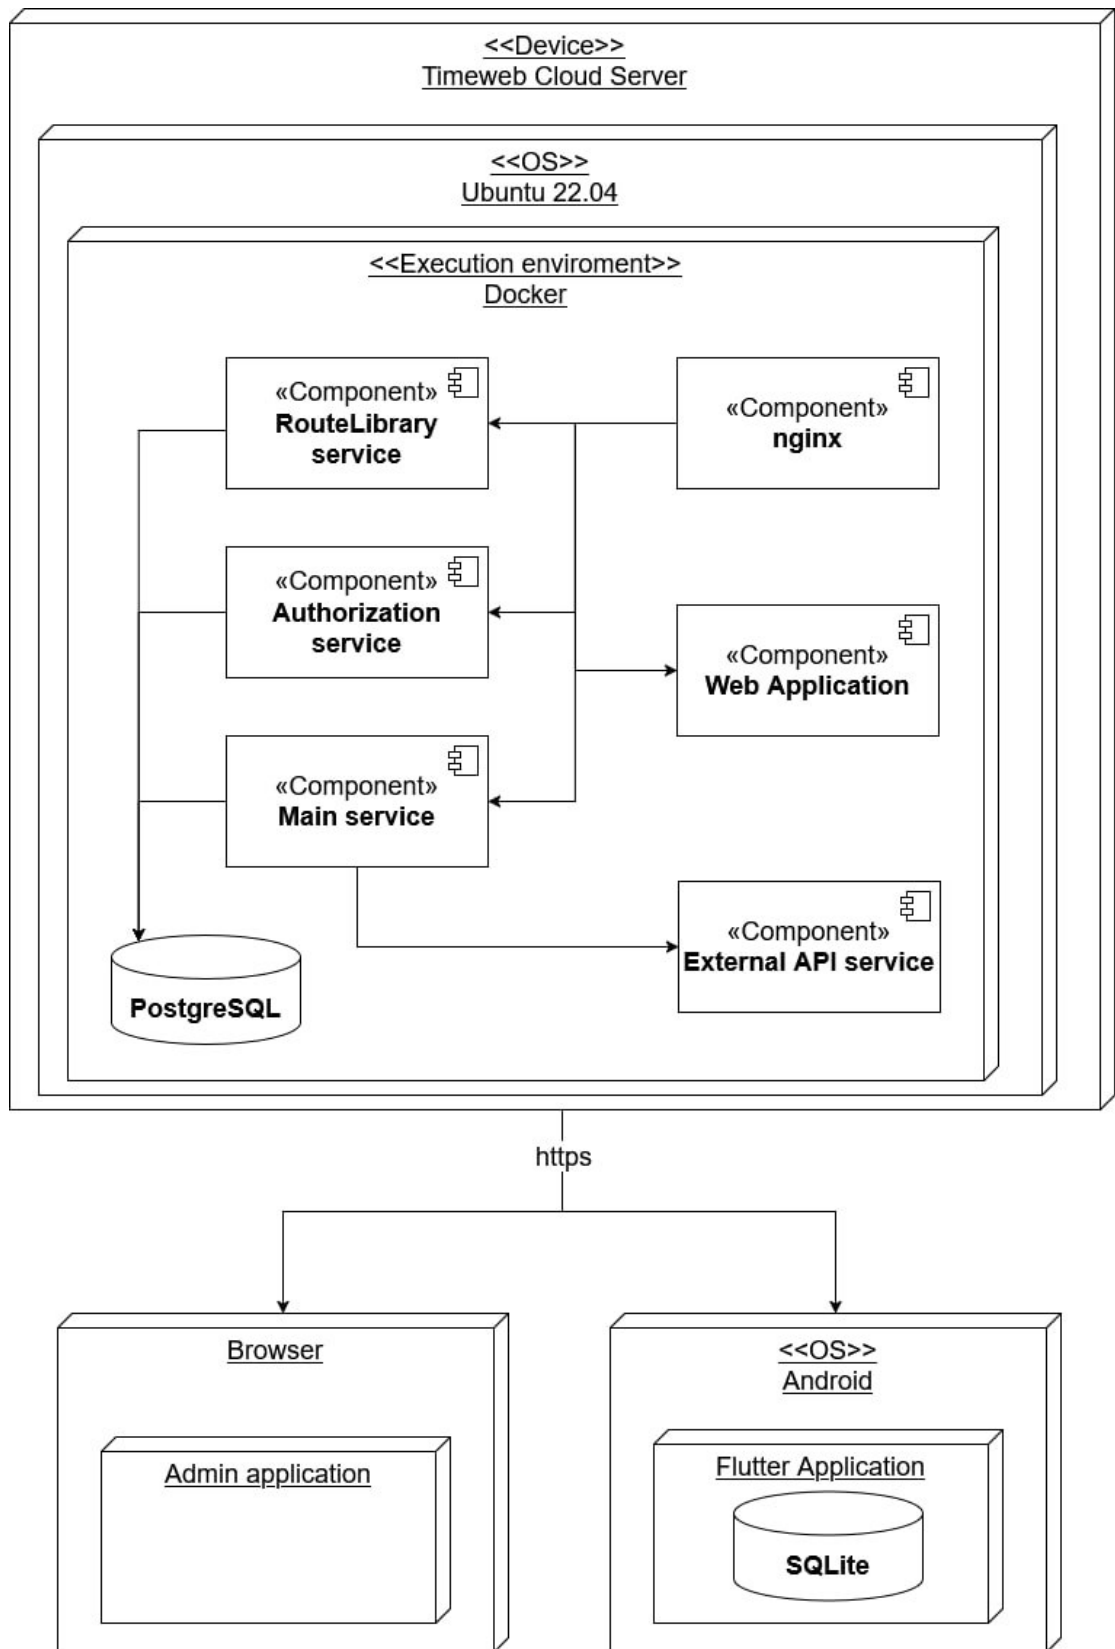 <<Device>>
Timeweb Cloud Server
<<OS>>
Ubuntu 22.04
<<Execution enviroment>>
Docker
«Component»
RouteLibrary
service
«Component»
nginx
«Component»
Authorization
service
«Component»
Web Application
«Component»
Main service
«Component»
External API service
PostgreSQL
https
Browser
Admin application
<<OS>>
Android
Flutter Application
SQLite